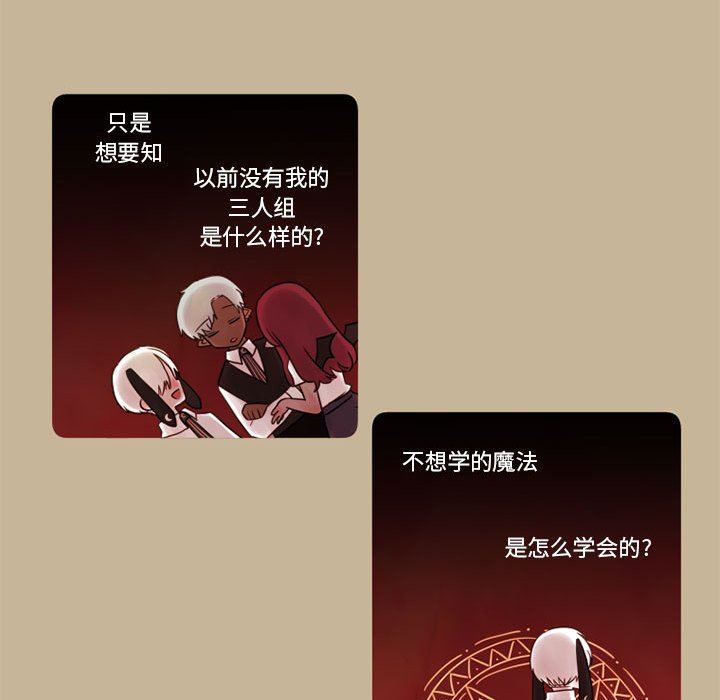 只是
想要知
以前没有我的
三人组
是什么样的?
不想学的魔法
是怎么学会的?